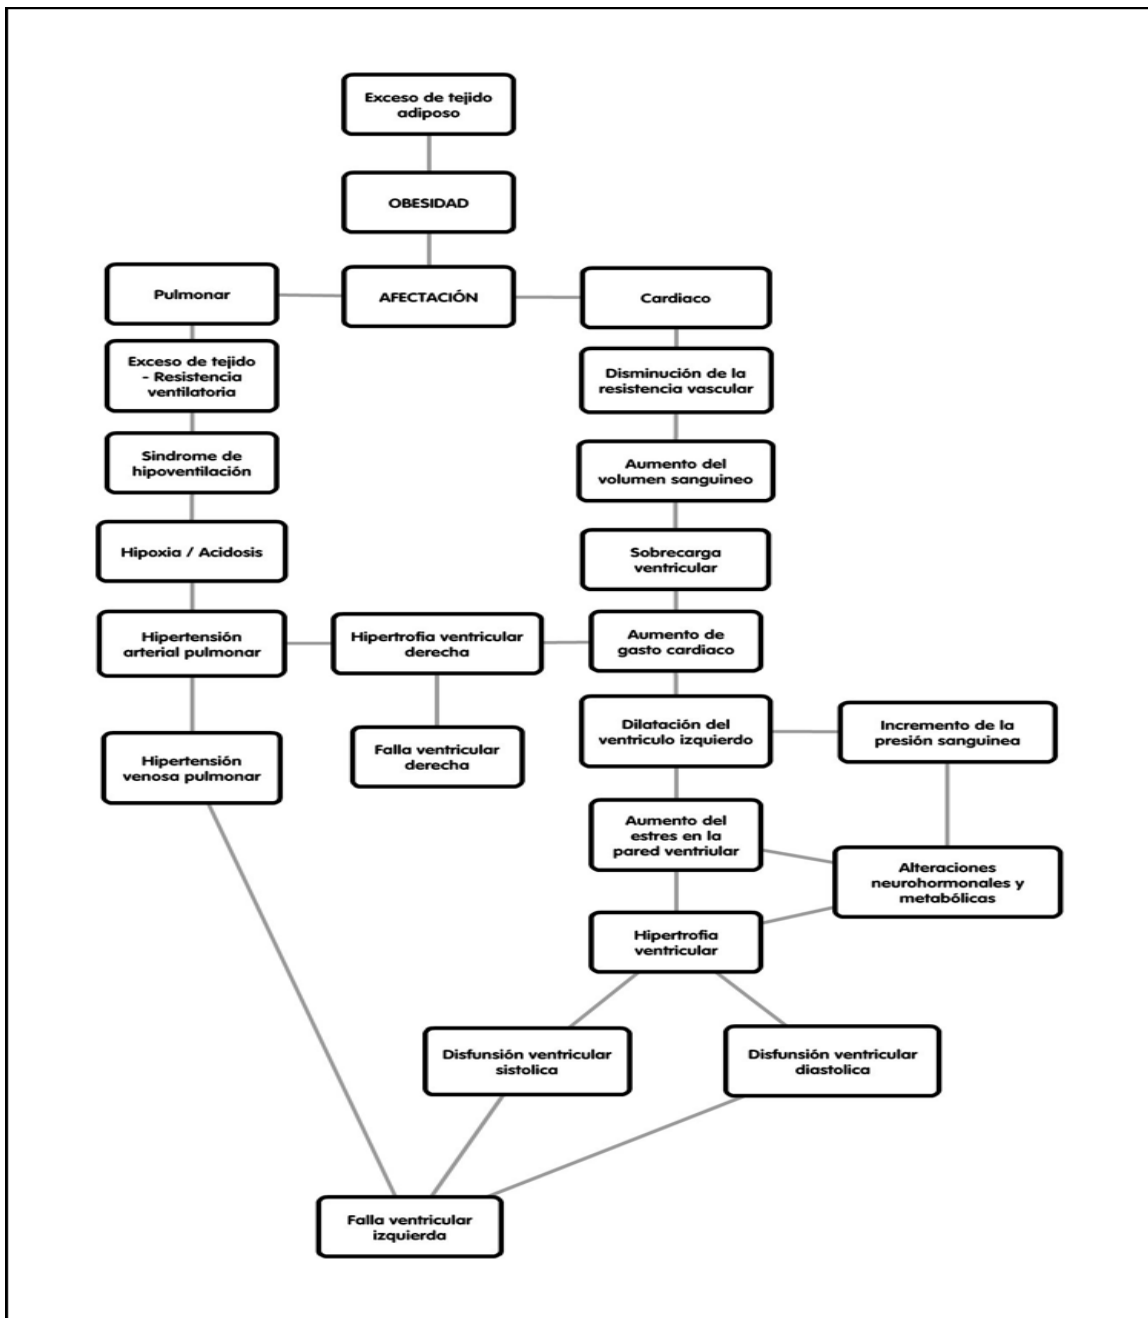 Exceso de tejido
adiposo
OBESIDAD
Pulmonar
AFECTACIÓN
Cardiaco
Exceso de tejido
- Resistencia
ventilatoria
Disminución de la
resistencia vascular
Sindrome de
hipoventilación
Aumento del
volumen sanguineo
Hipoxia / Acidosis
Sobrecarga
ventricular
Hipertensión
arterial pulmonar
Hipertrofia ventricular
derecha
Aumento de
gasto cardiaco
Hipertensión
venosa pulmonar
Falla ventricular
derecha
Dilatación del
ventriculo izquierdo
Incremento de la
presión sanguinea
Aumento del
estres en la
pared ventriular
Alteraciones
neurohormonales y
metabólicas
Hipertrofia
ventricular
Disfunsión ventricular
sistolica
Disfunsión ventricular
diastolica
Falla ventricular
izquierda